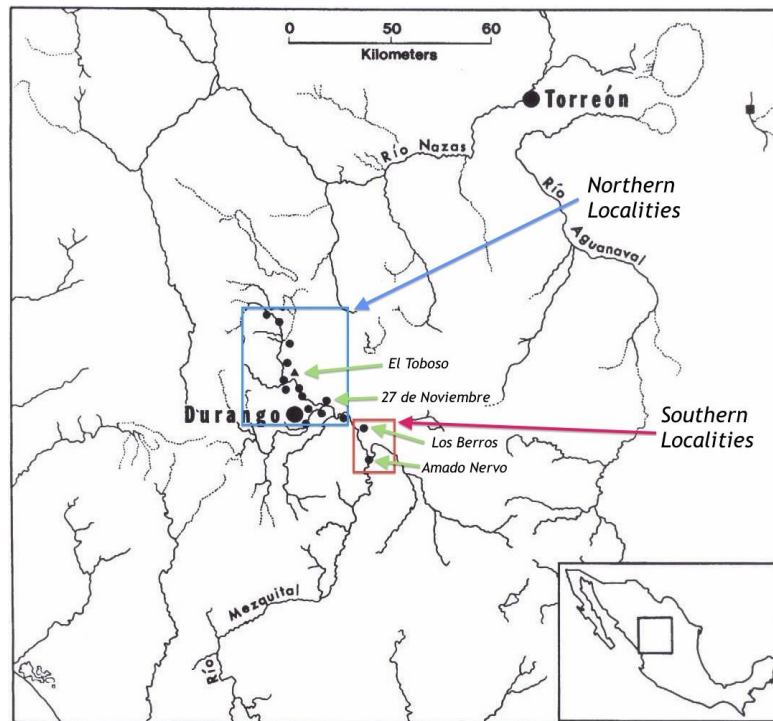 0 50 60
Kilometers
Torreón
Río Nazas
Northern
Localities
Río
Aguanaval
El Toboso
27 de Noviembre
Durango
Southern
Localities
Los Berros
Amado Nervo
Río Mezquital